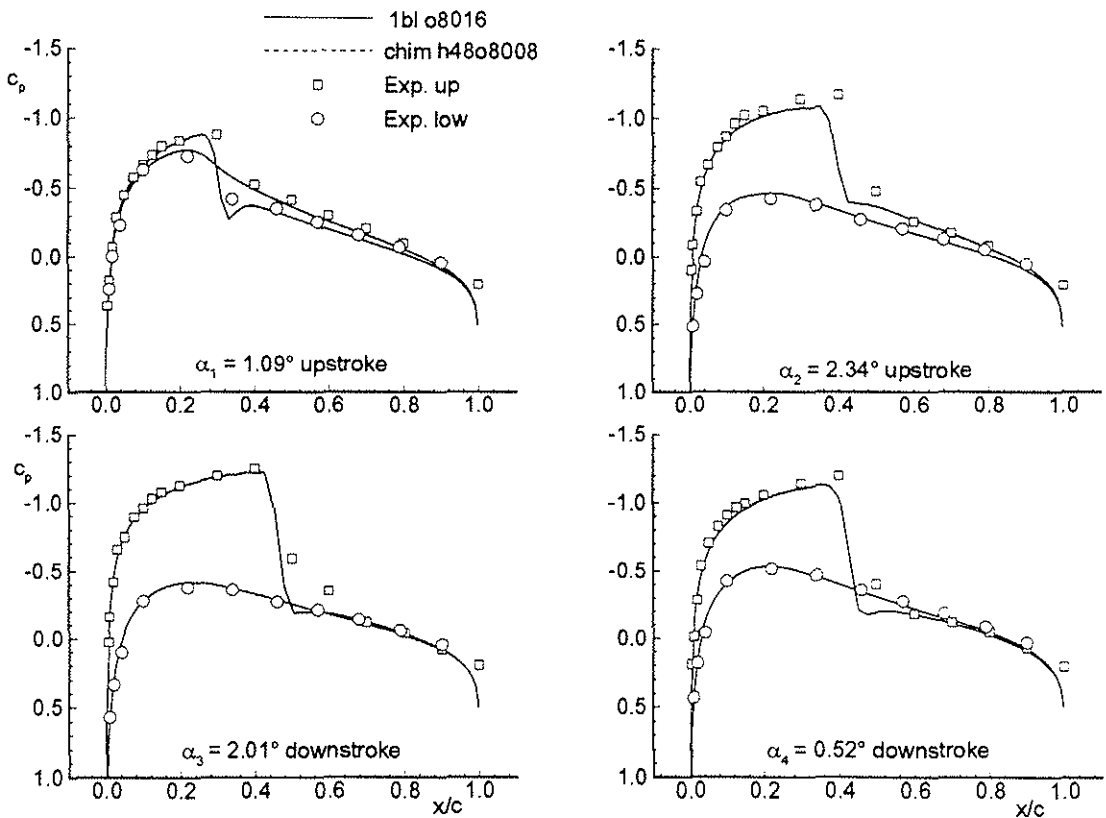 1bl o8016
chim h48o8008
Exp. up
Exp. low
-1.5
c_p
-1.0
-0.5
0.0
0.5
1.0
α₁ = 1.09° upstroke
0.0 0.2 0.4 0.6 0.8 1.0
-1.5
-1.0
-0.5
0.0
0.5
1.0
α₂ = 2.34° upstroke
0.0 0.2 0.4 0.6 0.8 1.0
-1.5
c_p
-1.0
-0.5
0.0
0.5
1.0
α₃ = 2.01° downstroke
0.0 0.2 0.4 0.6 0.8 1.0
x/c
-1.5
-1.0
-0.5
0.0
0.5
1.0
α₄ = 0.52° downstroke
0.0 0.2 0.4 0.6 0.8 1.0
x/c